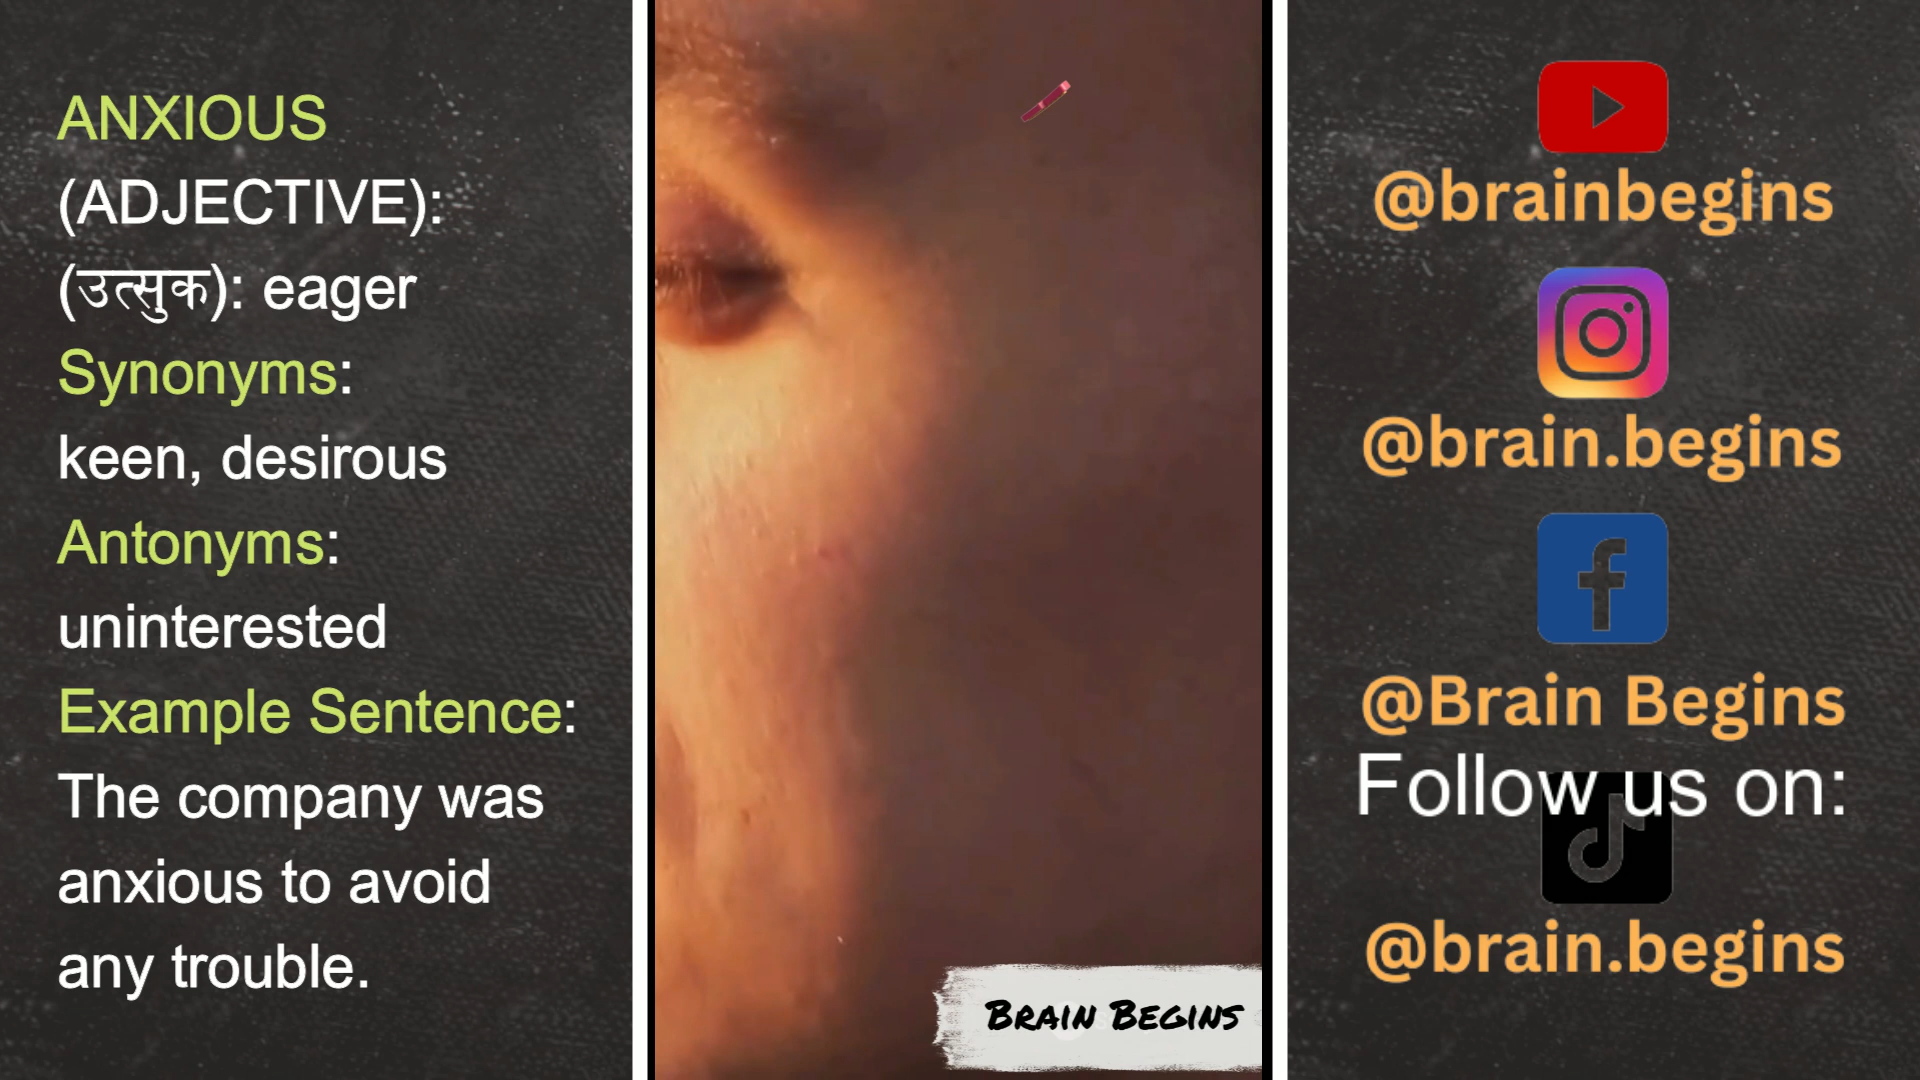 ANXIOUS
(ADJECTIVE):
(उत्सुक): eager
Synonyms:
keen, desirous
Antonyms:
uninterested
Example Sentence:
The company was
anxious to avoid
any trouble.
BRAIN BEGINS
@brainbegins
@brain.begins
@Brain Begins
Follow us on:
@brain.begins